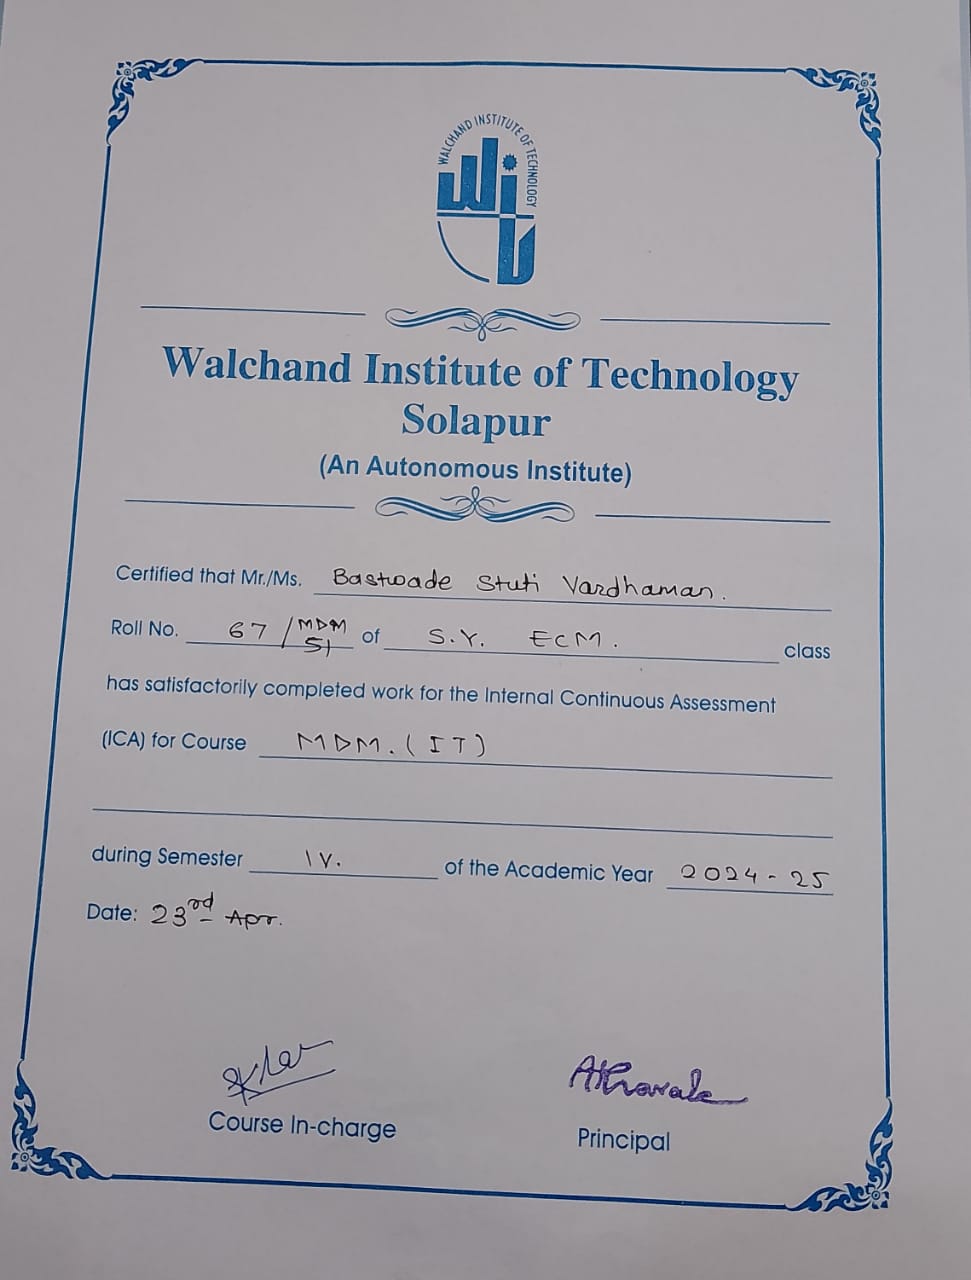 WALCHAND INSTITUTE OF TECHNOLOGY
wit
Walchand Institute of Technology
Solapur
(An Autonomous Institute)
Certified that Mr./Ms. Bastwade Stuti Vardhaman.
Roll No. 67 / MDM 51 of S.Y. ECM. class
has satisfactorily completed work for the Internal Continuous Assessment
(ICA) for Course MDM. (IT)
during Semester IV. of the Academic Year 2024-25
Date: 23rd Apr.
Athavale
Course In-charge
Principal